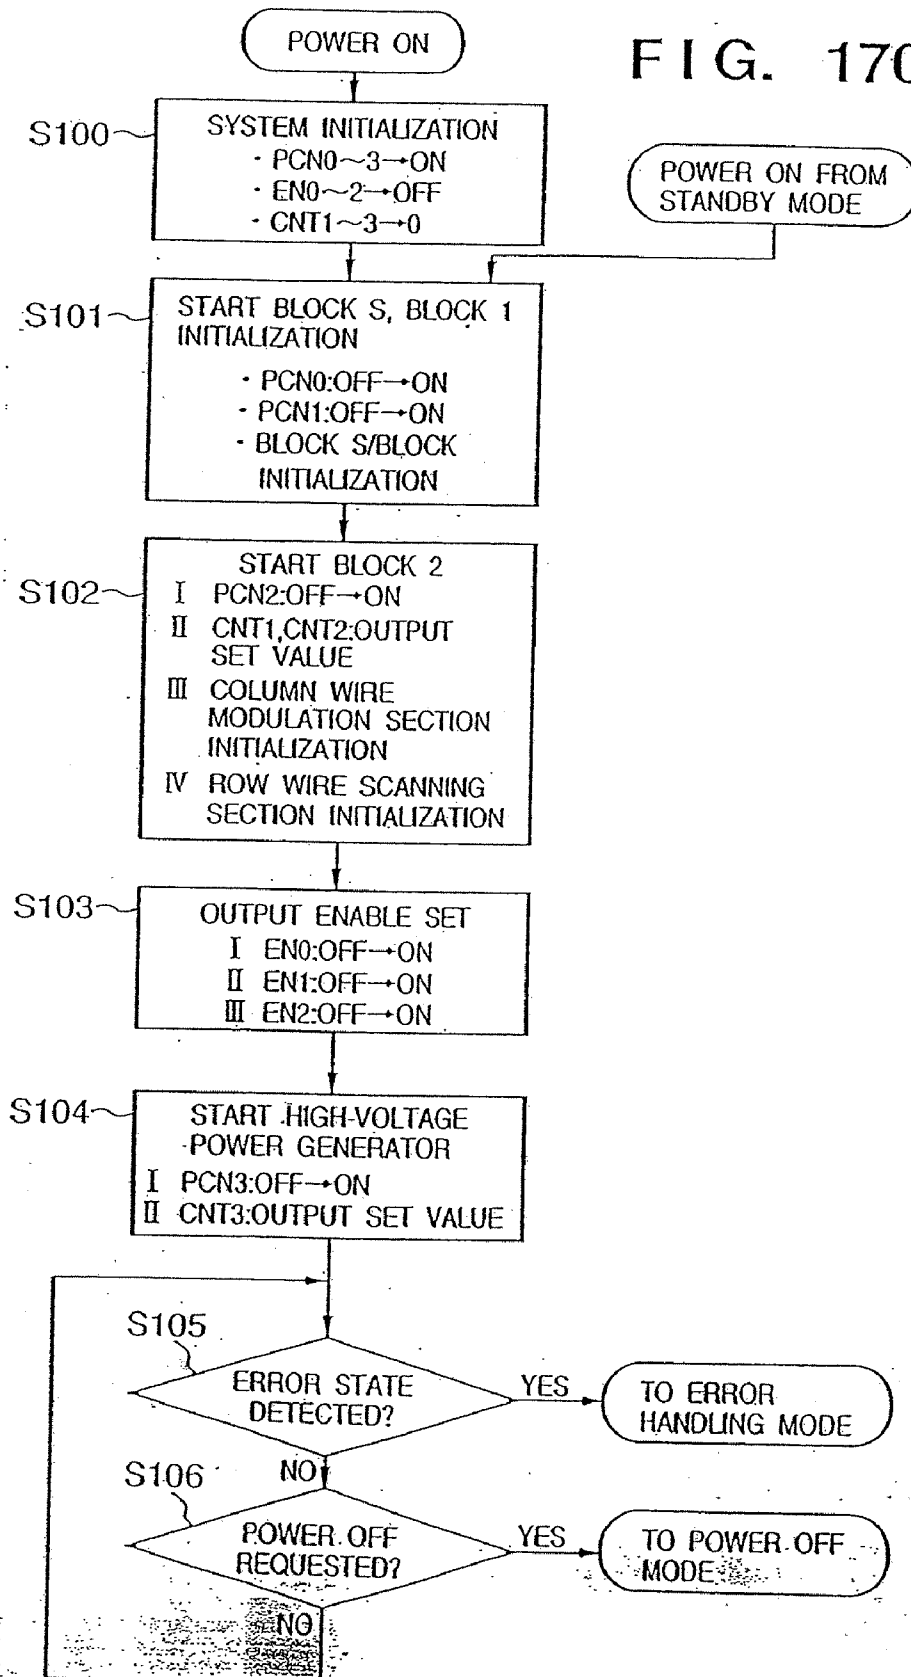 POWER ON
FIG. 170
S100
SYSTEM INITIALIZATION
· PCN0~3→ON
· EN0~2→OFF
· CNT1~3→0
POWER ON FROM
STANDBY MODE
S101
START BLOCK S, BLOCK 1
INITIALIZATION
· PCN0:OFF→ON
· PCN1:OFF→ON
· BLOCK S/BLOCK
INITIALIZATION
S102
START BLOCK 2
I PCN2:OFF→ON
II CNT1,CNT2:OUTPUT
SET VALUE
III COLUMN WIRE
MODULATION SECTION
INITIALIZATION
IV ROW WIRE SCANNING
SECTION INITIALIZATION
S103
OUTPUT ENABLE SET
I EN0:OFF→ON
II EN1:OFF→ON
III EN2:OFF→ON
S104
START HIGH-VOLTAGE
POWER GENERATOR
I PCN3:OFF→ON
II CNT3:OUTPUT SET VALUE
S105
ERROR STATE
DETECTED?
YES
TO ERROR
HANDLING MODE
NO
S106
POWER OFF
REQUESTED?
YES
TO POWER OFF
MODE
NO